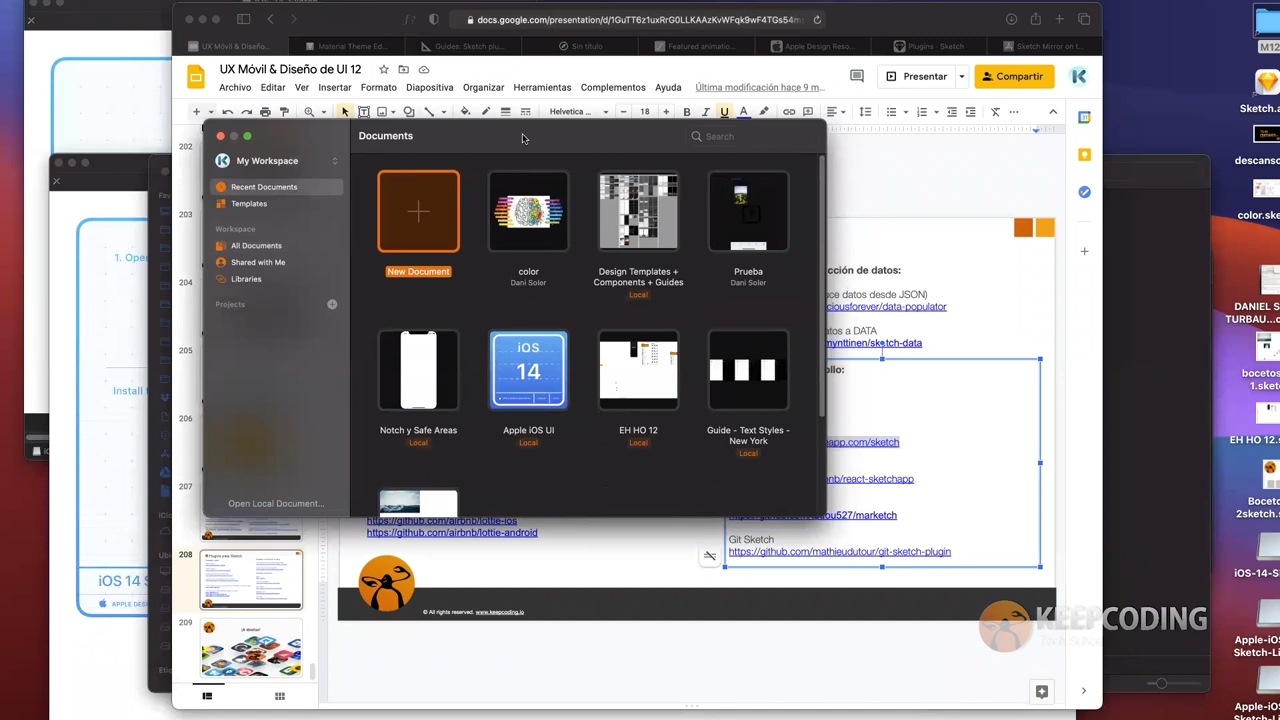 docs.google.com/presentation/d/1GuTT6z1uxRrG0LLKAAzKvWFqk9wF4TGs54m
UX Móvil & Diseño...
Material Theme Ed...
Guides: Sketch plu...
Sin título
Featured animatio...
Apple Design Reso...
Plugins · Sketch
Sketch Mirror on t...
UX Móvil & Diseño de UI 12
Presentar
Compartir
Archivo Editar Ver Insertar Formato Diapositiva Organizar Herramientas Complementos Ayuda Última modificación hace 9 m...
18
Documents
Search
My Workspace
Recent Documents
Templates
Workspace
All Documents
Shared with Me
Libraries
Projects
Open Local Document...
New Document
color
Dani Soler
Design Templates +
Components + Guides
Local
Prueba
Dani Soler
iOS
14
Notch y Safe Areas
Local
Apple iOS UI
Local
EH HO 12
Local
Guide - Text Styles -
New York
Local
202
203
204
205
206
207
208
209
cción de datos:
ce datos desde JSON)
ciousforever/data-populator
atos a DATA
mynttinen/sketch-data
ollo:
app.com/sketch
nb/react-sketchapp
Git Sketch
https://github.com/mathieudutour/git-sketch-plugin
https://github.com/airbnb/lottie-ios
https://github.com/airbnb/lottie-android
© All rights reserved. www.keepcoding.io
KEEPCODING
Tech School
1. Ope
Install t
iOS 14 S
APPLE DESI
M12
Sketch.a
descanso
color.ske
DANIEL S
TURBAU...
bocetos
1.sket
EH HO 12.s
Boceto
2sketch.
iOS-14-S
Apple-iO
Sketch-Li
Apple-iO